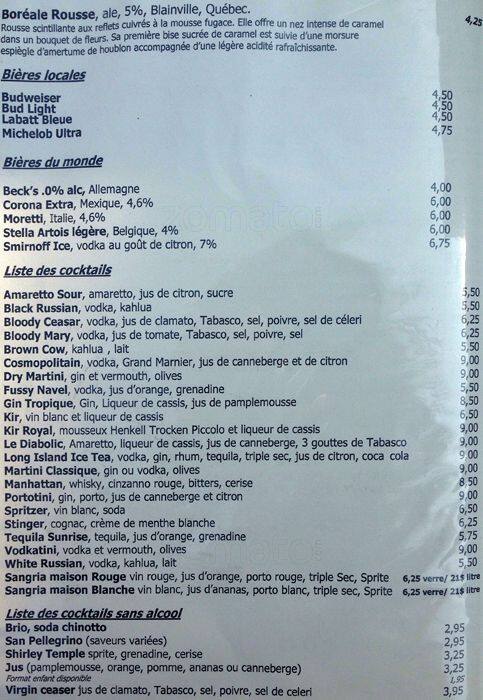 Boréale Rousse, ale, 5%, Blainville, Québec. 4,25
Rousse scintillante aux reflets cuivrés à la mousse fugace. Elle offre un nez intense de caramel
dans un bouquet de fleurs. Sa première bise sucrée de caramel est suivie d'une morsure
espiègle d'amertume de houblon accompagnée d'une légère acidité rafraîchissante.
Bières locales
Budweiser 4,50
Bud Light 4,50
Labatt Bleue 4,50
Michelob Ultra 4,75
Bières du monde
Beck's .0% alc, Allemagne 4,00
Corona Extra, Mexique, 4,6% 6,00
Moretti, Italie, 4,6% 6,00
Stella Artois légère, Belgique, 4% 6,00
Smirnoff Ice, vodka au goût de citron, 7% 6,75
Liste des cocktails
Amaretto Sour, amaretto, jus de citron, sucre 5,50
Black Russian, vodka, kahlua 5,50
Bloody Ceasar, vodka, jus de clamato, Tabasco, sel, poivre, sel de céleri 6,25
Bloody Mary, vodka, jus de tomate, Tabasco, sel, poivre, sel 6,25
Brown Cow, kahlua , lait 5,50
Cosmopolitain, vodka, Grand Marnier, jus de canneberge et de citron 9,00
Dry Martini, gin et vermouth, olives 9,00
Fussy Navel, vodka, jus d'orange, grenadine 5,50
Gin Tropique, Gin, Liqueur de cassis, jus de pamplemousse 8,50
Kir, vin blanc et liqueur de cassis 6,50
Kir Royal, mousseux Henkell Trocken Piccolo et liqueur de cassis 9,00
Le Diabolic, Amaretto, liqueur de cassis, jus de canneberge, 3 gouttes de Tabasco 9,00
Long Island Ice Tea, vodka, gin, rhum, tequila, triple sec, jus de citron, coca cola 9,00
Martini Classique, gin ou vodka, olives 9,00
Manhattan, whisky, cinzanno rouge, bitters, cerise 8,50
Portotini, gin, porto, jus de canneberge et citron 9,00
Spritzer, vin blanc, soda 6,50
Stinger, cognac, crème de menthe blanche 6,25
Tequila Sunrise, tequila, jus d'orange, grenadine 5,75
Vodkatini, vodka et vermouth, olives 9,00
White Russian, vodka, kahlua, lait 5,50
Sangria maison Rouge vin rouge, jus d'orange, porto rouge, triple Sec, Sprite 6,25 verre/ 21$ litre
Sangria maison Blanche vin blanc, jus d'ananas, porto blanc, triple sec, Sprite 6,25 verre/ 21$ litre
Liste des cocktails sans alcool
Brio, soda chinotto 2,95
San Pellegrino (saveurs variées) 2,95
Shirley Temple sprite, grenadine, cerise 3,25
Jus (pamplemousse, orange, pomme, ananas ou canneberge) 3,25
Format enfant disponible 1,95
Virgin ceaser jus de clamato, Tabasco, sel, poivre, sel de celeri 3,95